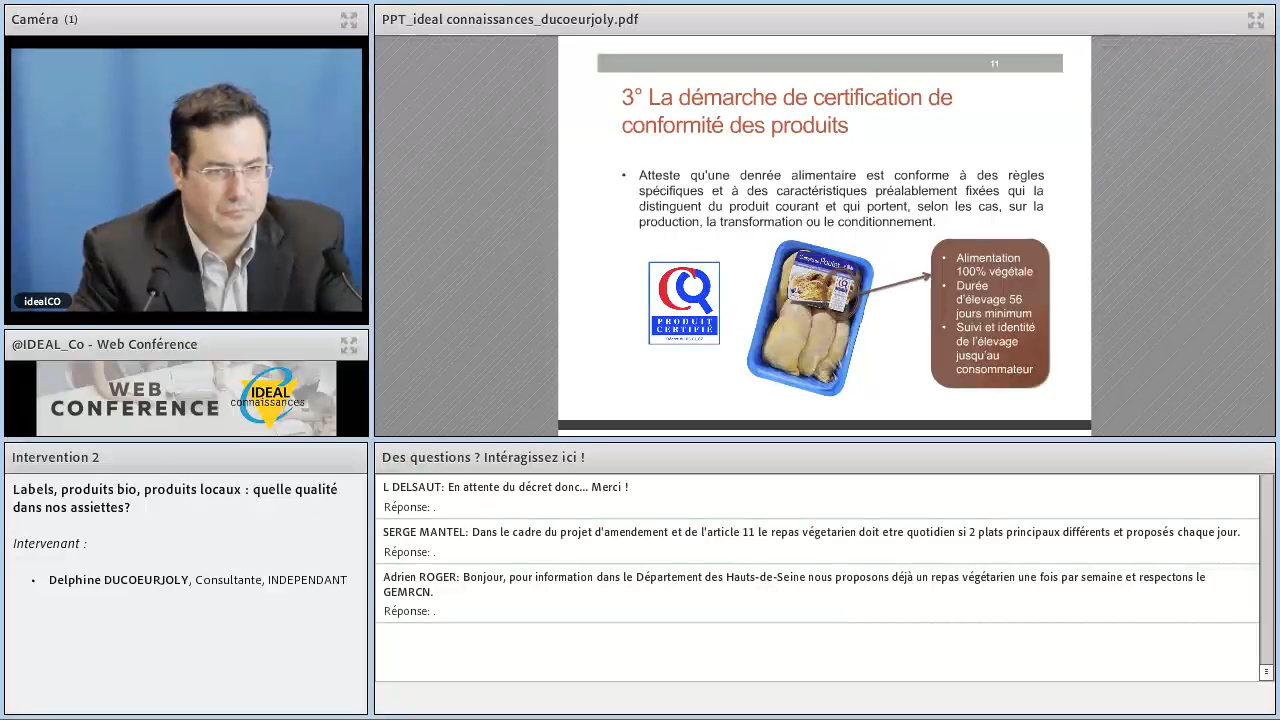 Caméra (1)
idealCO
@IDEAL_Co - Web Conférence
WEB
CONFERENCE
IDEAL
connaissances
PPT_ideal connaissances_ducoeurjoly.pdf
11
3° La démarche de certification de
conformité des produits
• Atteste qu'une denrée alimentaire est conforme à des règles
spécifiques et à des caractéristiques préalablement fixées qui la
distinguent du produit courant et qui portent, selon les cas, sur la
production, la transformation ou le conditionnement.
PRODUIT
CERTIFIÉ
Poulet
• Alimentation
100% végétale
• Durée
d'élevage 56
jours minimum
• Suivi et identité
de l'élevage
jusqu'au
consommateur
Intervention 2
Labels, produits bio, produits locaux : quelle qualité
dans nos assiettes?
Intervenant :
• Delphine DUCOEURJOLY, Consultante, INDEPENDANT
Des questions ? Intéragissez ici !
L DELSAUT: En attente du décret donc... Merci !
Réponse: .
SERGE MANTEL: Dans le cadre du projet d'amendement et de l'article 11 le repas végetarien doit etre quotidien si 2 plats principaux différents et proposés chaque jour.
Réponse: .
Adrien ROGER: Bonjour, pour information dans le Département des Hauts-de-Seine nous proposons déjà un repas végétarien une fois par semaine et respectons le
GEMRCN.
Réponse: .